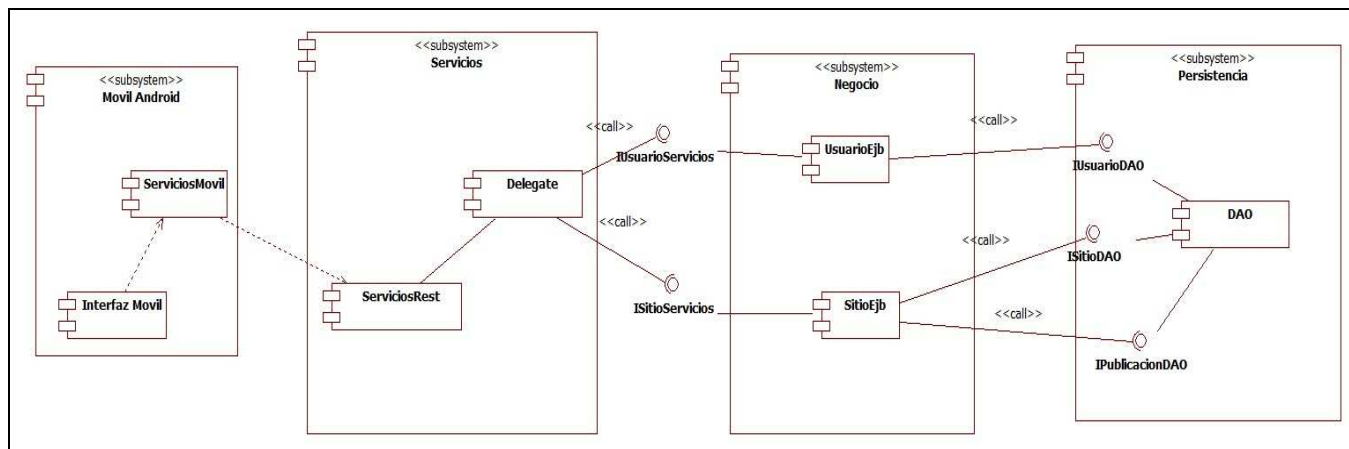 <<subsystem>>
Movil Android
ServiciosMovil
Interfaz Movil
<<subsystem>>
Servicios
Delegate
ServiciosRest
<<call>>
IUsuarioServicios
<<call>>
ISitioServicios
<<subsystem>>
Negocio
UsuarioEjb
SitioEjb
<<call>>
IUsuarioDAO
<<call>>
ISitioDAO
<<call>>
IPublicacionDAO
<<subsystem>>
Persistencia
DAO